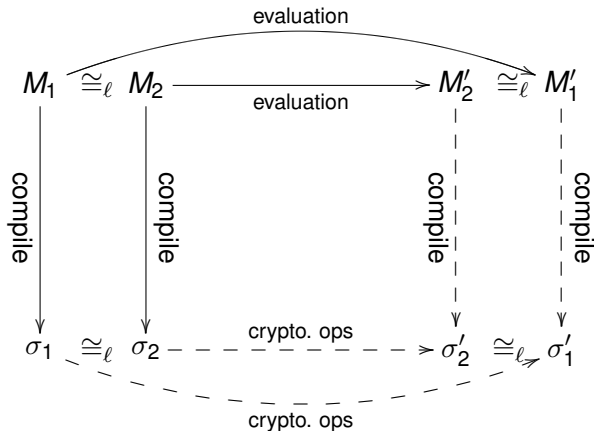 evaluation
M₁ ≅ℓ M₂ M′₂ ≅ℓ M′₁
evaluation
compile compile compile compile
σ₁ ≅ℓ σ₂ crypto. ops σ′₂ ≅ℓ σ′₁
crypto. ops